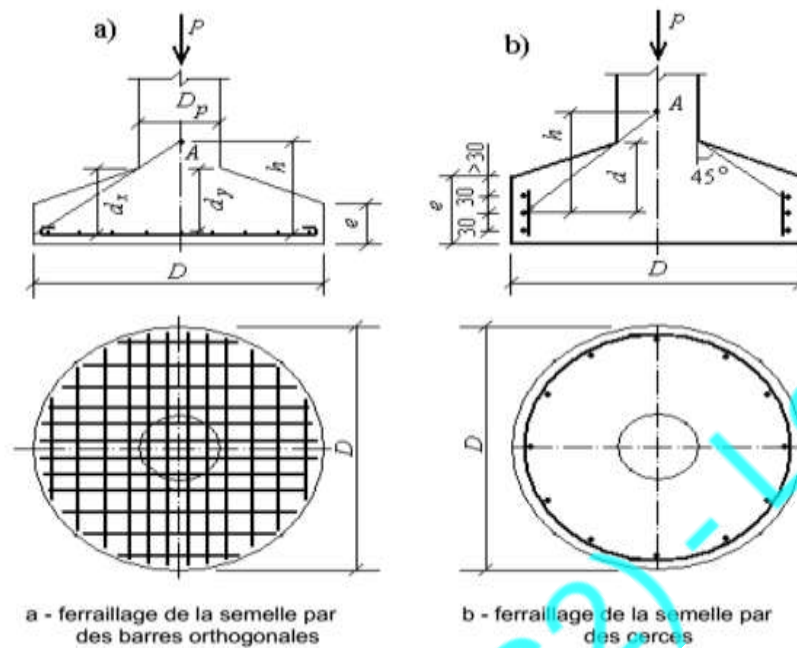 a)
P
D_p
A
h
d_x
d_y
e
D
b)
P
A
h
d
45°
>30
30
30
e
D
D
D
a - ferraillage de la semelle par
des barres orthogonales
b - ferraillage de la semelle par
des cerces